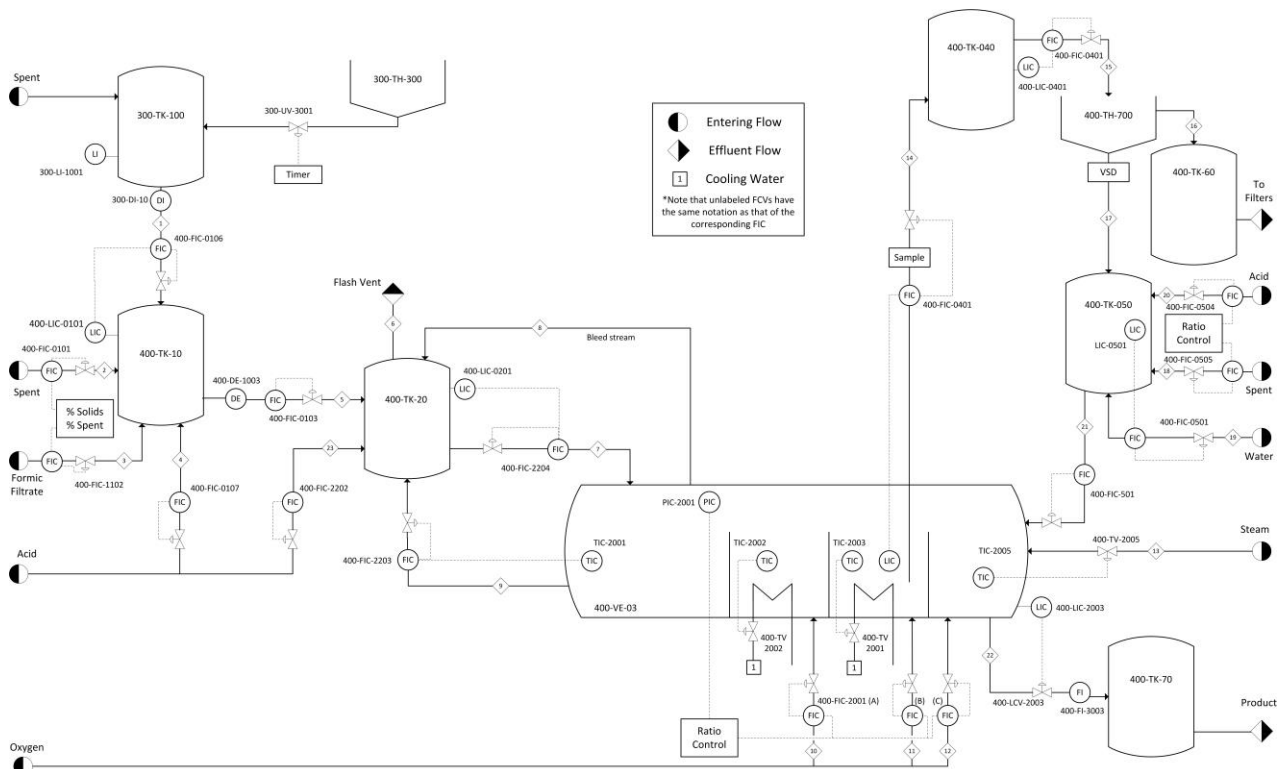 Spent
300-TK-100
300-TH-300
300-UV-3001
LI
300-LI-1001
Timer
300-DI-10
DI
1
FIC
400-FIC-0106
400-LIC-0101
LIC
400-TK-10
400-FIC-0101
FIC
2
Spent
% Solids
% Spent
FIC
3
Formic
Filtrate
400-FIC-1102
4
FIC
400-FIC-0107
Acid
400-DE-1003
DE
FIC
400-FIC-0103
5
23
FIC
400-FIC-2202
Flash Vent
6
8
Bleed stream
400-TK-20
400-LIC-0201
LIC
FIC
400-FIC-2204
7
400-FIC-2203
FIC
9
Entering Flow
Effluent Flow
1
Cooling Water
*Note that unlabeled FCVs have
the same notation as that of the
corresponding FIC
400-TK-040
FIC
400-FIC-0401
LIC
400-LIC-0401
15
400-TH-700
16
VSD
400-TK-60
To
Filters
14
Sample
FIC
400-FIC-0401
17
400-TK-050
LIC
LIC-0501
Acid
20
FIC
400-FIC-0504
Ratio
Control
400-FIC-0505
18
FIC
Spent
400-FIC-0501
FIC
19
Water
21
FIC
400-FIC-501
PIC-2001
PIC
TIC-2001
TIC
TIC-2002
TIC
TIC-2003
TIC
LIC
TIC-2005
TIC
400-TV-2005
13
Steam
400-VE-03
400-TV
2002
1
400-TV
2001
1
LIC
400-LIC-2003
22
400-LCV-2003
FI
400-FI-3003
400-TK-70
Product
400-FIC-2001 (A)
(B)
(C)
FIC
FIC
FIC
Ratio
Control
10
11
12
Oxygen